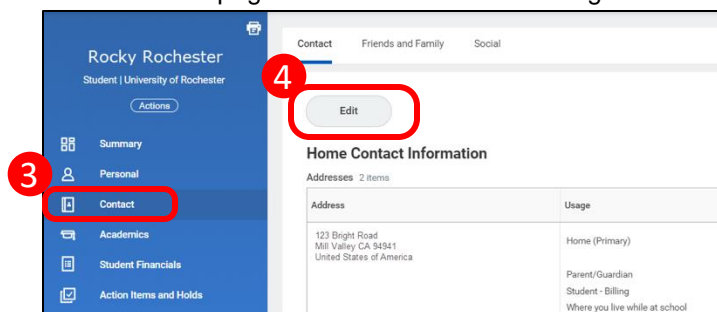 Rocky Rochester
Student | University of Rochester
Actions
Summary
Personal
3
Contact
Academics
Student Financials
Action Items and Holds
Contact Friends and Family Social
4
Edit
Home Contact Information
Addresses 2 items
Address Usage
123 Bright Road
Mill Valley CA 94941
United States of America
Home (Primary)
Parent/Guardian
Student - Billing
Where you live while at school